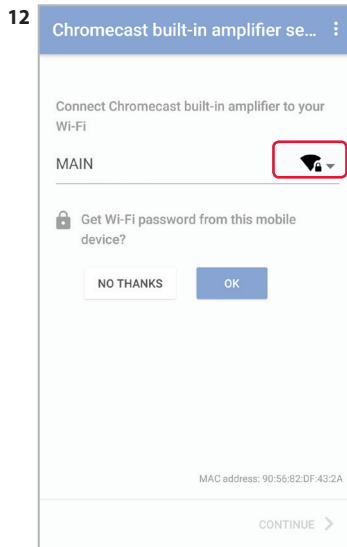 12
Chromecast built-in amplifier se...
Connect Chromecast built-in amplifier to your
Wi-Fi
MAIN
Get Wi-Fi password from this mobile
device?
NO THANKS
OK
MAC address: 90:56:82:DF:43:2A
CONTINUE